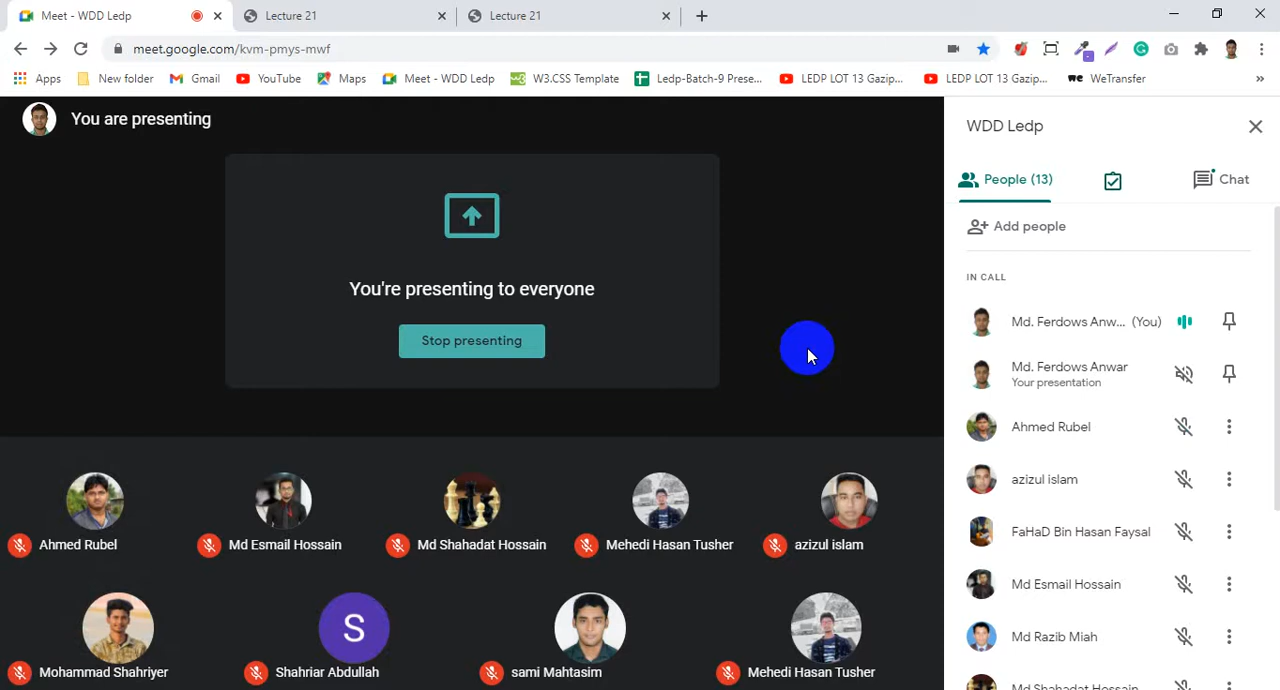 Meet - WDD Ledp
Lecture 21
Lecture 21
meet.google.com/kvm-pmys-mwf
Apps
New folder
Gmail
YouTube
Maps
Meet - WDD Ledp
W3.CSS Template
Ledp-Batch-9 Prese...
LEDP LOT 13 Gazip...
LEDP LOT 13 Gazip...
we
WeTransfer
»
You are presenting
You're presenting to everyone
Stop presenting
Ahmed Rubel
Md Esmail Hossain
Md Shahadat Hossain
Mehedi Hasan Tusher
azizul islam
Mohammad Shahriyer
S
Shahriar Abdullah
sami Mahtasim
Mehedi Hasan Tusher
WDD Ledp
People (13)
Chat
Add people
IN CALL
Md. Ferdows Anw... (You)
Md. Ferdows Anwar
Your presentation
Ahmed Rubel
azizul islam
FaHaD Bin Hasan Faysal
Md Esmail Hossain
Md Razib Miah
Md Shahadat Hossain